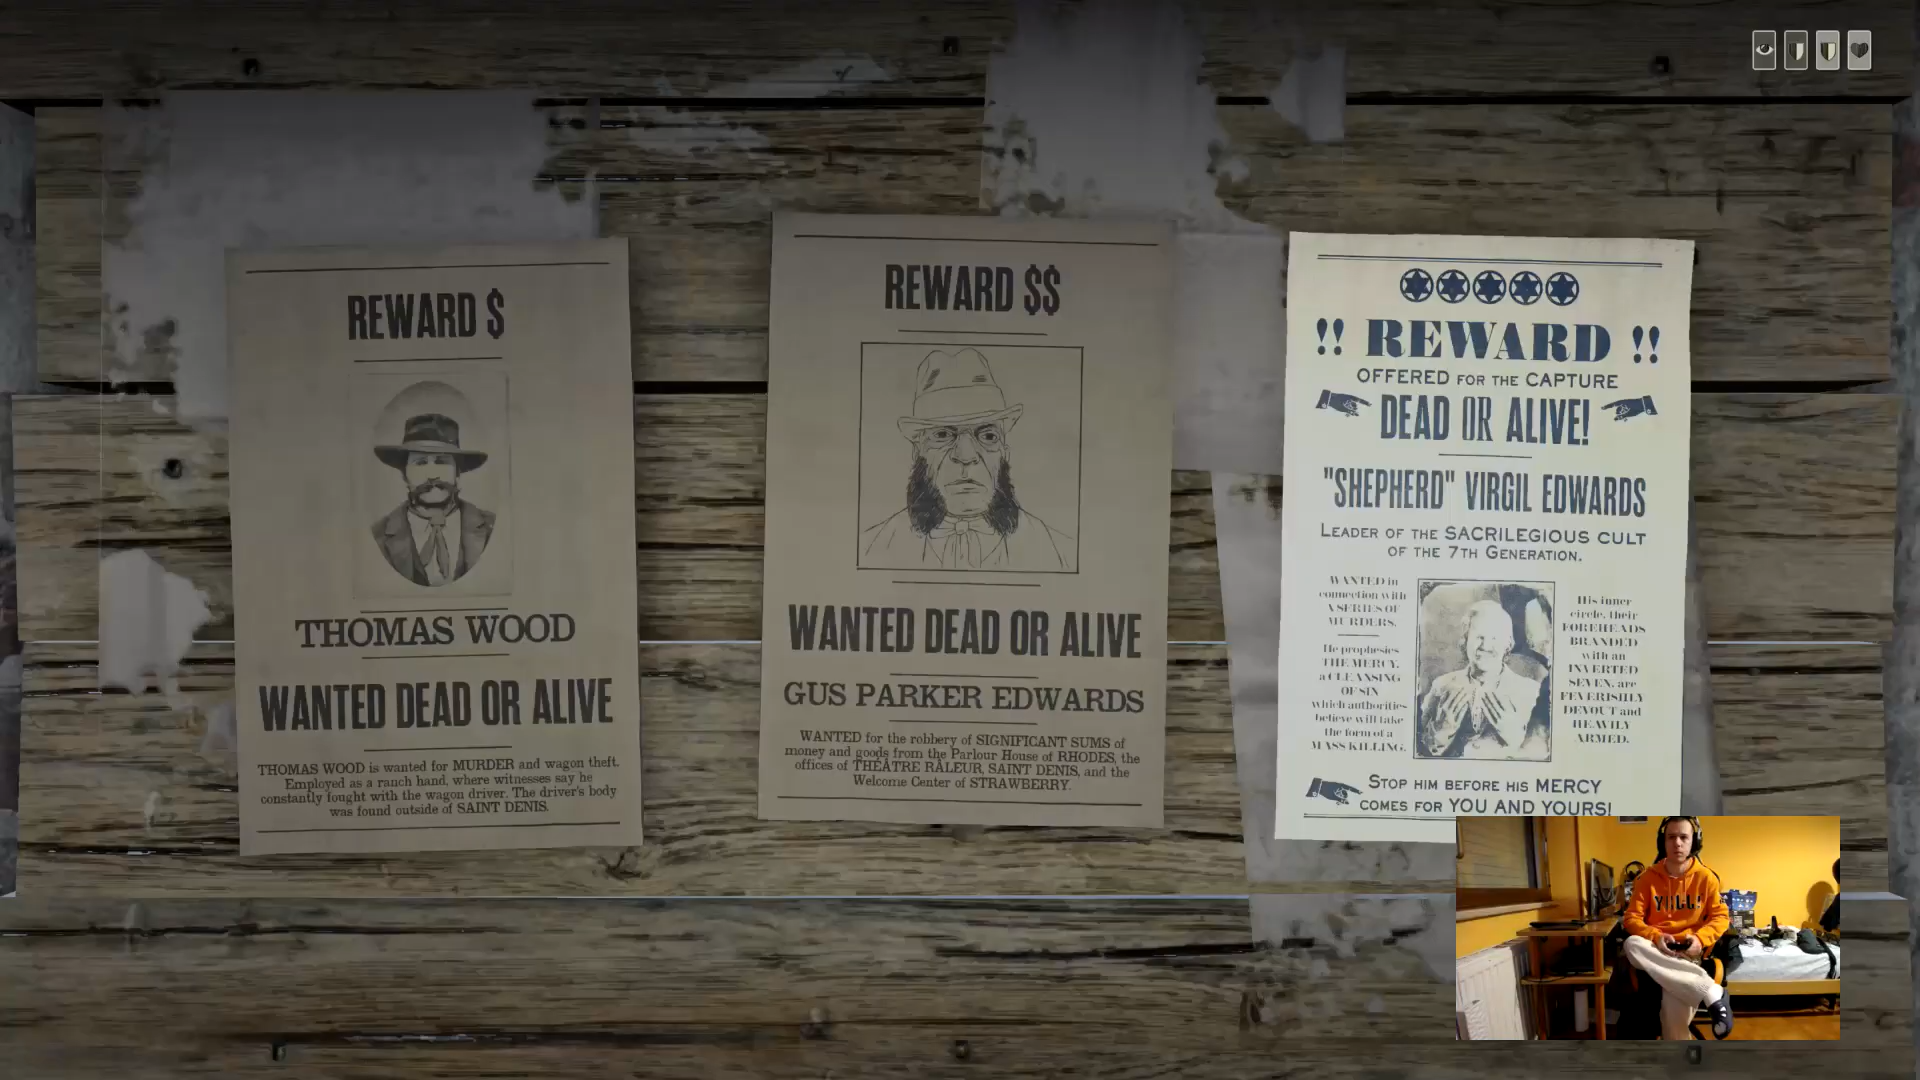 REWARD $
THOMAS WOOD
WANTED DEAD OR ALIVE
THOMAS WOOD is wanted for MURDER and wagon theft.
Employed as a ranch hand, where witnesses say he
constantly fought with the wagon driver. The driver's body
was found outside of SAINT DENIS.
REWARD $$
WANTED DEAD OR ALIVE
GUS PARKER EDWARDS
WANTED for the robbery of SIGNIFICANT SUMS of
money and goods from the Parlour House of RHODES, the
offices of THÉÂTRE RÂLEUR, SAINT DENIS, and the
Welcome Center of STRAWBERRY.
!! REWARD !!
OFFERED FOR THE CAPTURE
DEAD OR ALIVE!
"SHEPHERD" VIRGIL EDWARDS
LEADER OF THE SACRILEGIOUS CULT
OF THE 7TH GENERATION.
WANTED in
connection with
A SERIES OF
MURDERS.
He prophesies
THE MERCY,
a CLEANSING
OF SIN
which authorities
believe will take
the form of a
MASS KILLING.
His inner
circle, their
FOREHEADS
BRANDED
with an
INVERTED
SEVEN, are
FEVERISHLY
DEVOUT and
HEAVILY
ARMED.
STOP HIM BEFORE HIS MERCY
COMES FOR YOU AND YOURS!